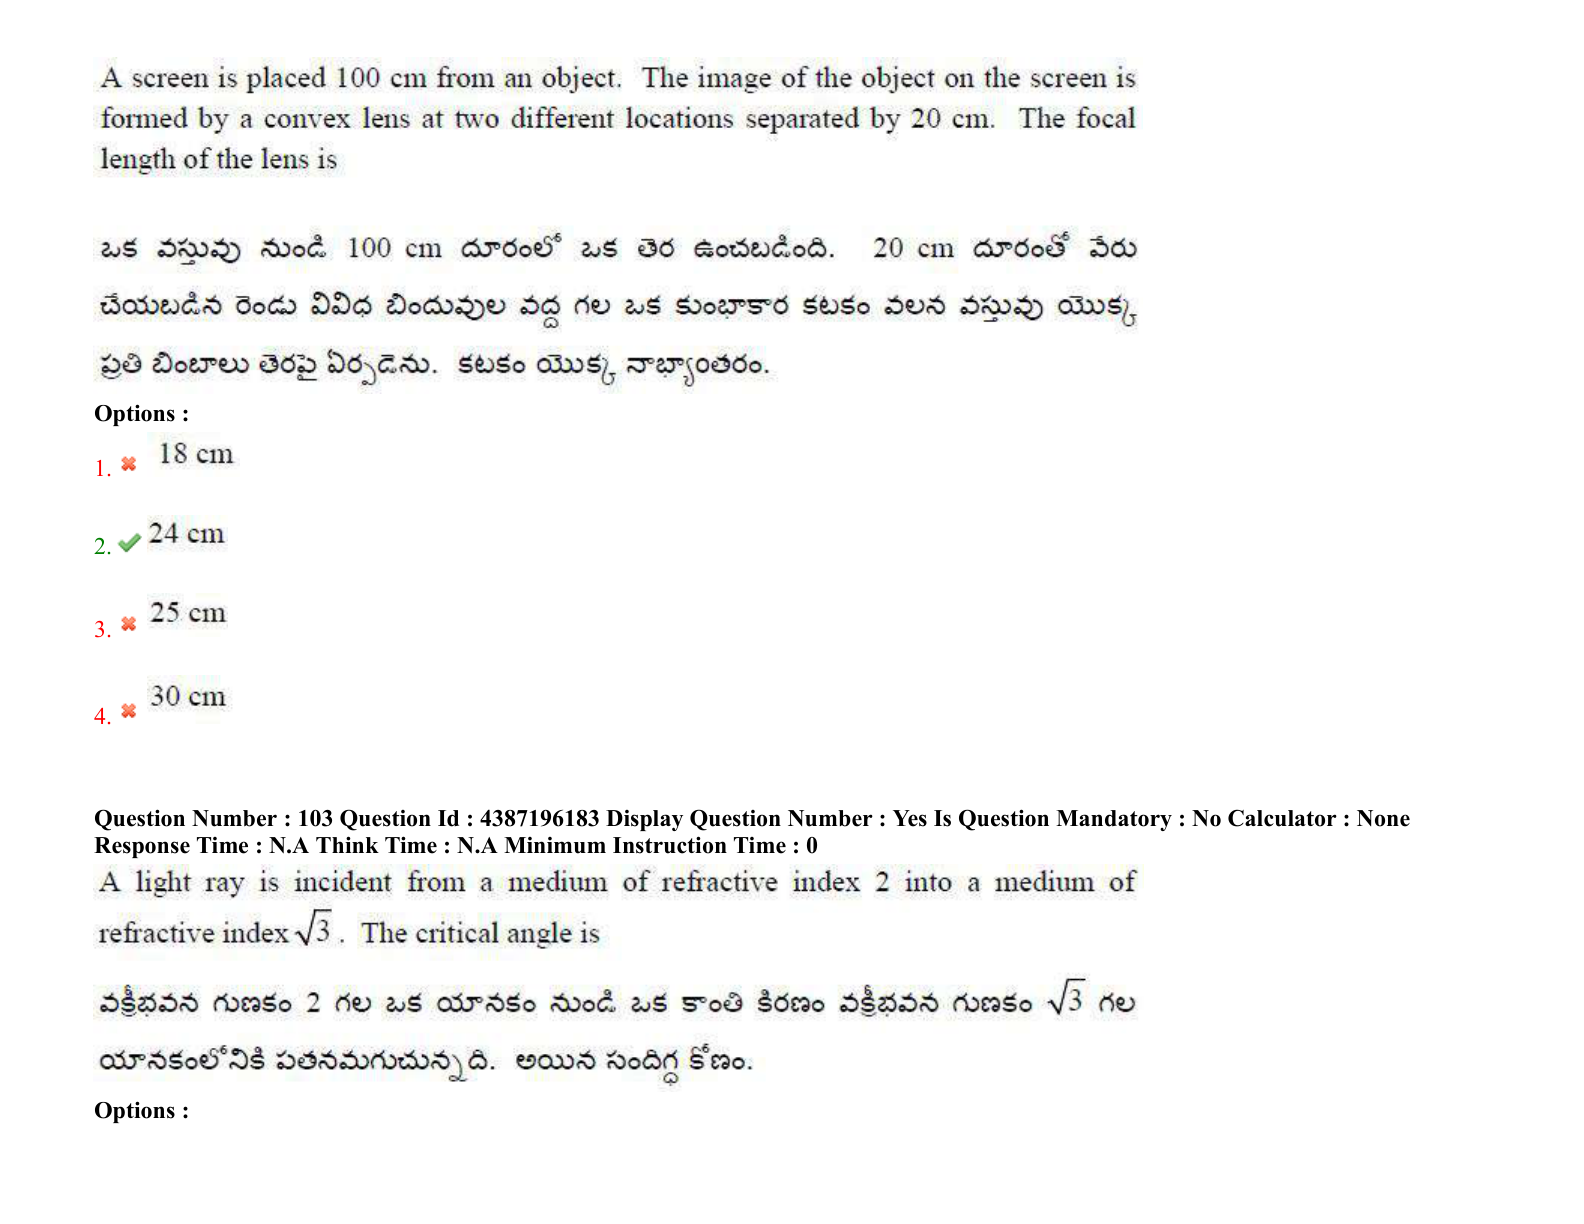 A screen is placed 100 cm from an object. The image of the object on the screen is
formed by a convex lens at two different locations separated by 20 cm. The focal
length of the lens is
ఒక వస్తువు నుండి 100 cm దూరంలో ఒక తెర ఉంచబడింది. 20 cm దూరంతో వేరు
చేయబడిన రెండు వివిధ బిందువుల వద్ద గల ఒక కుంభాకార కటకం వలన వస్తువు యొక్క
ప్రతి బింబాలు తెరపై ఏర్పడెను. కటకం యొక్క నాభ్యాంతరం.
Options :
1. 18 cm
2. 24 cm
3. 25 cm
4. 30 cm
Question Number : 103 Question Id : 4387196183 Display Question Number : Yes Is Question Mandatory : No Calculator : None
Response Time : N.A Think Time : N.A Minimum Instruction Time : 0
A light ray is incident from a medium of refractive index 2 into a medium of
refractive index √3 . The critical angle is
వక్రీభవన గుణకం 2 గల ఒక యానకం నుండి ఒక కాంతి కిరణం వక్రీభవన గుణకం √3 గల
యానకంలోనికి పతనమగుచున్నది. అయిన సందిగ్ధ కోణం.
Options :